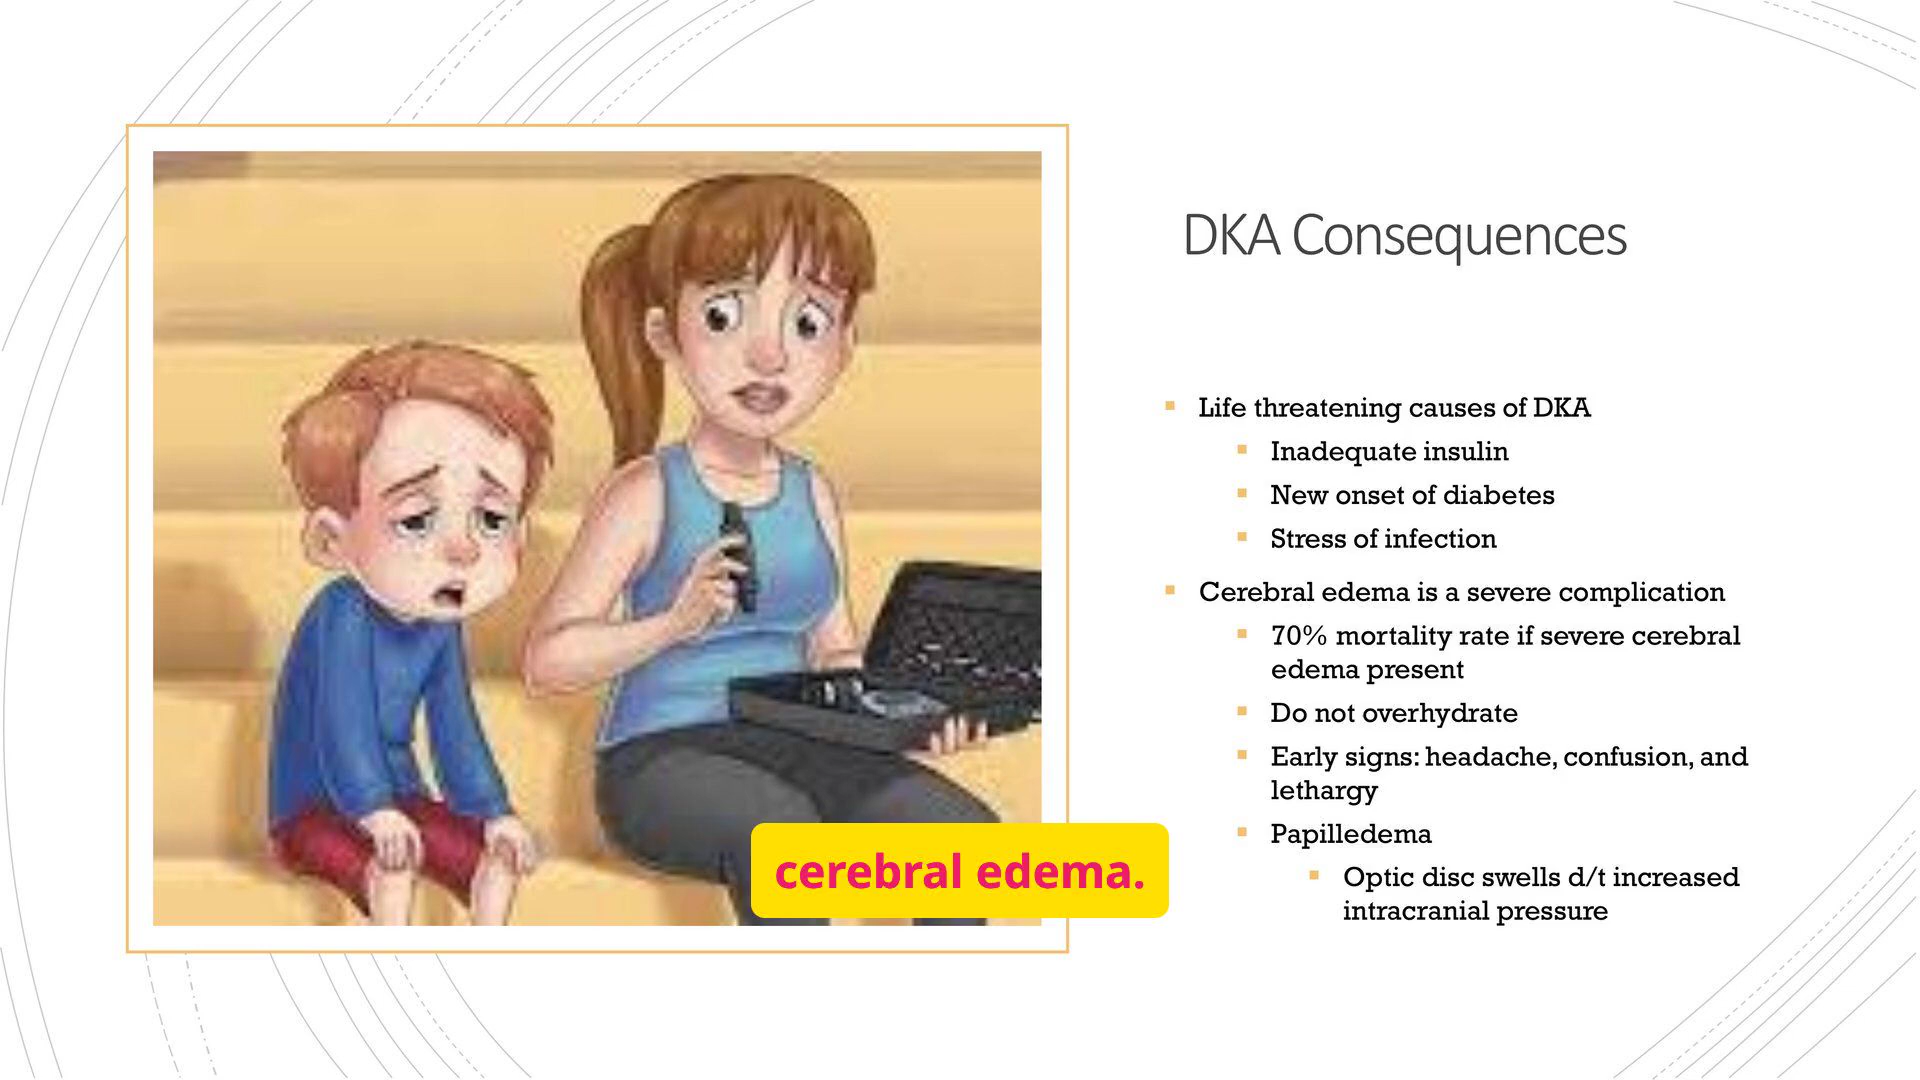 DKA Consequences
Life threatening causes of DKA
Inadequate insulin
New onset of diabetes
Stress of infection
Cerebral edema is a severe complication
70% mortality rate if severe cerebral
edema present
Do not overhydrate
Early signs: headache, confusion, and
lethargy
Papilledema
Optic disc swells d/t increased
intracranial pressure
cerebral edema.